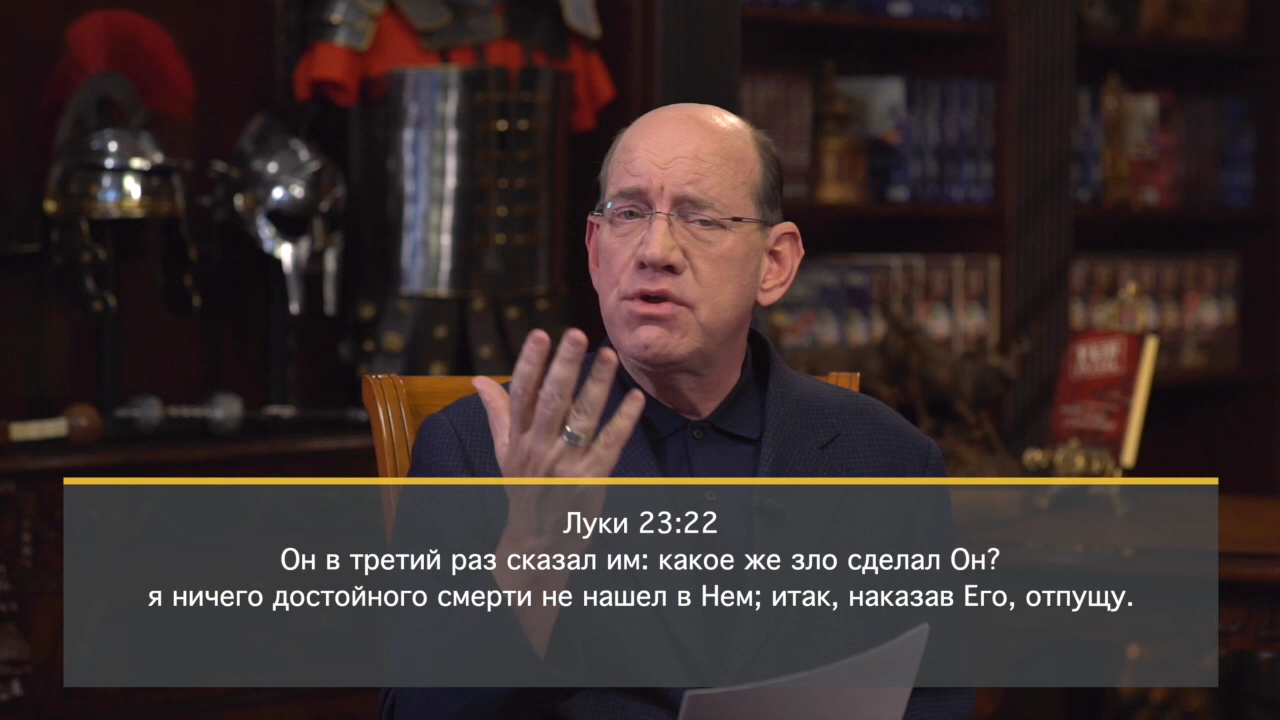 Луки 23:22
Он в третий раз сказал им: какое же зло сделал Он?
я ничего достойного смерти не нашел в Нем; итак, наказав Его, отпущу.